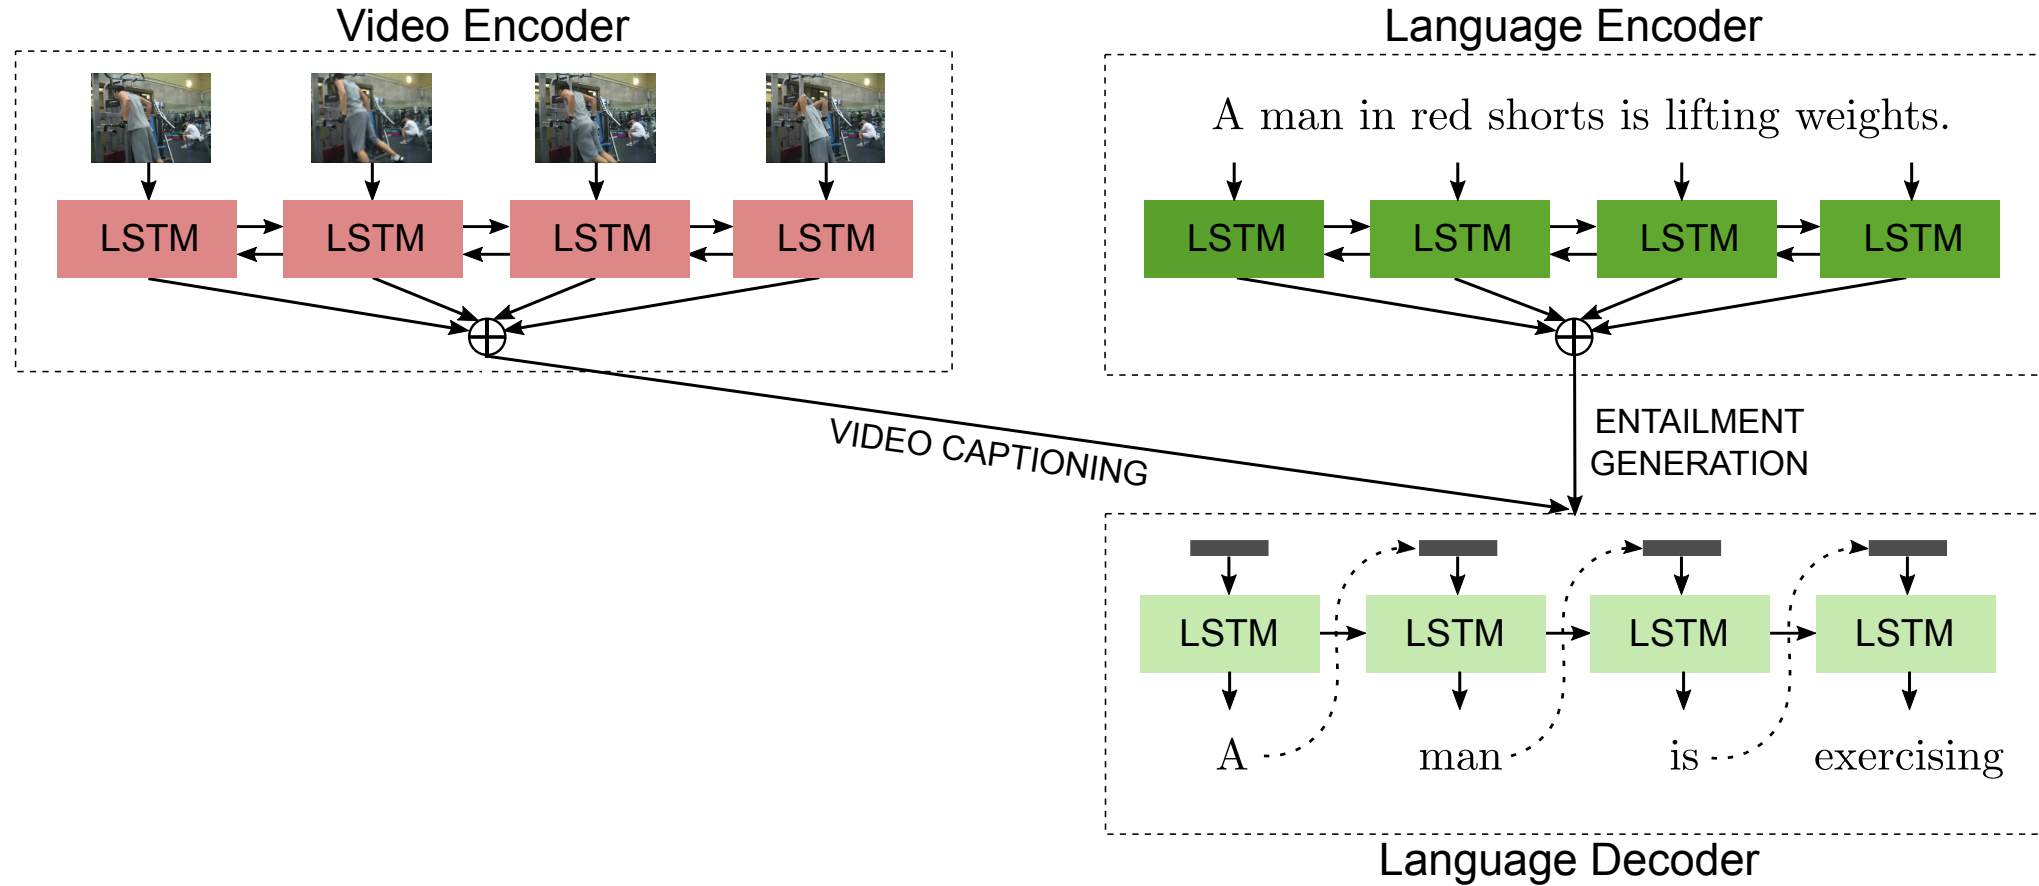 Video Encoder
Language Encoder
A man in red shorts is lifting weights.
LSTM LSTM LSTM LSTM
LSTM LSTM LSTM LSTM
VIDEO CAPTIONING
ENTAILMENT
GENERATION
LSTM LSTM LSTM LSTM
A man is exercising
Language Decoder